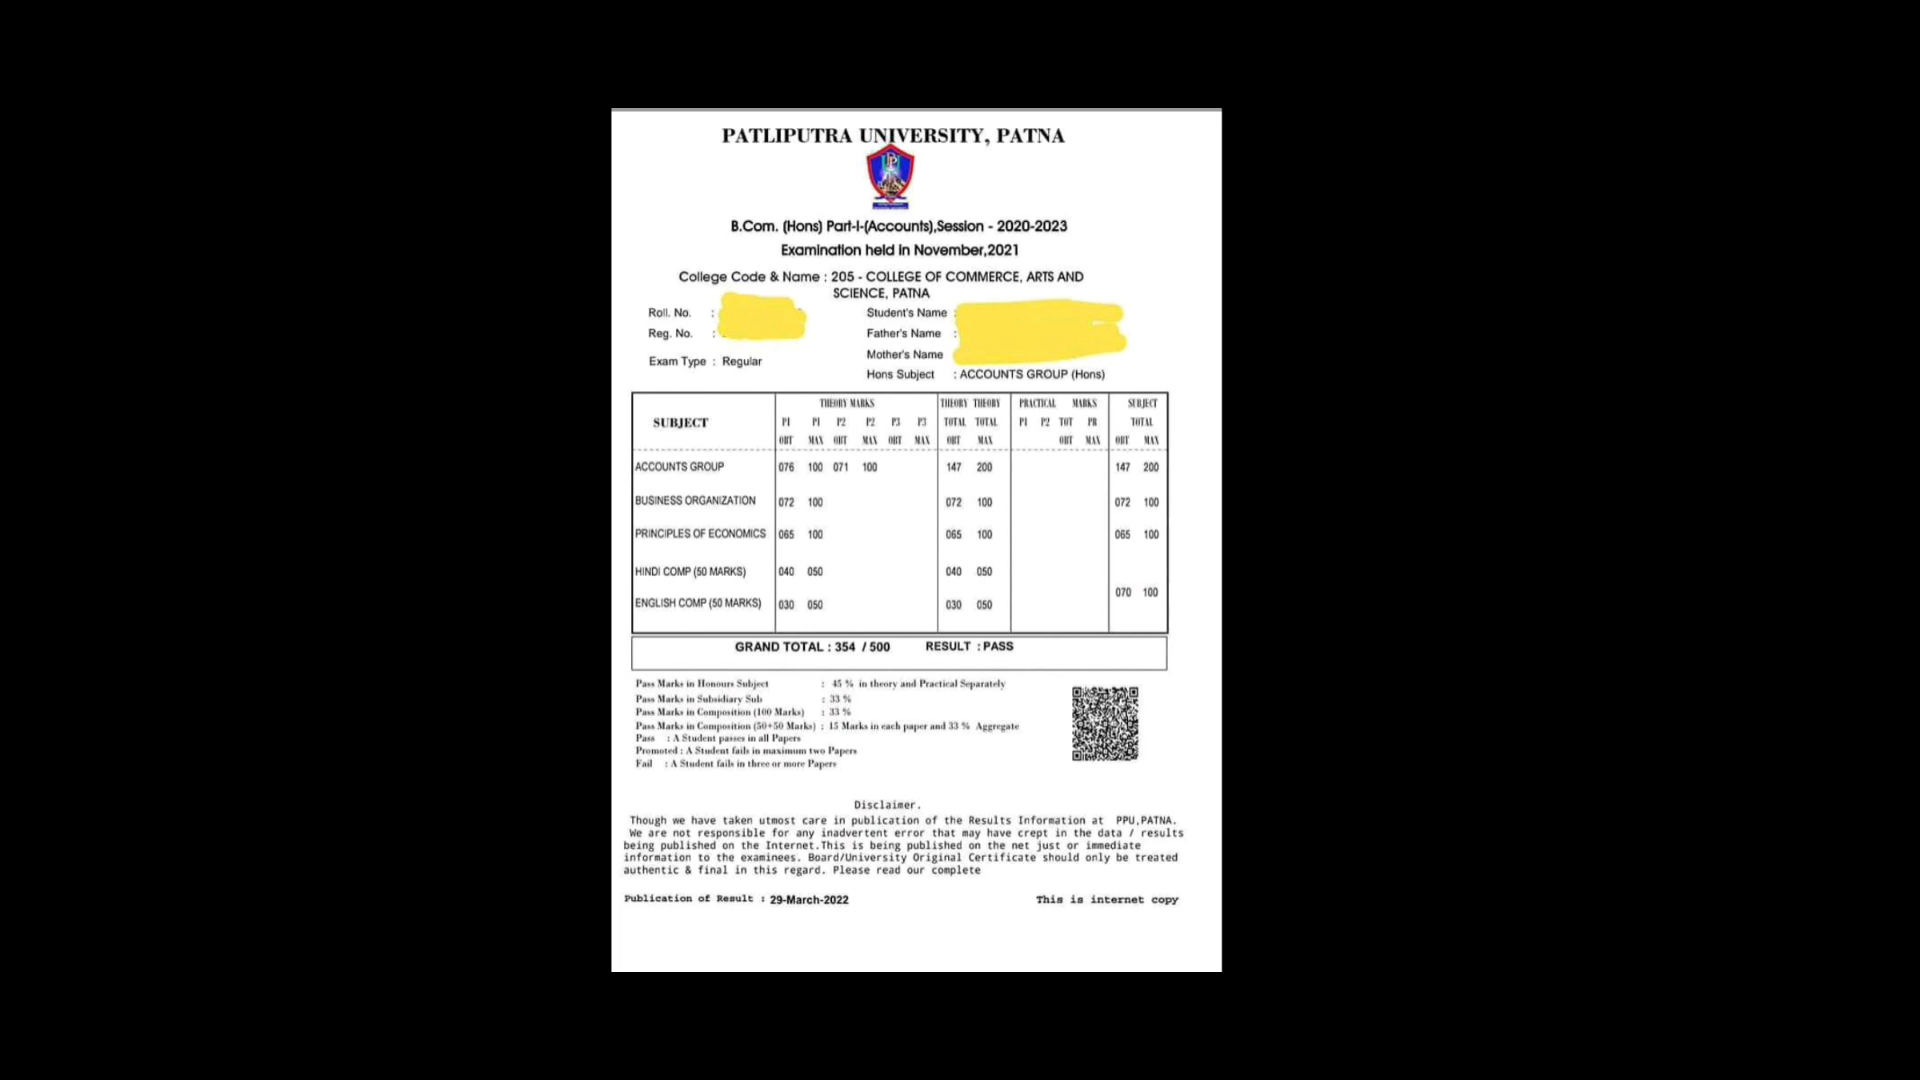 PATLIPUTRA UNIVERSITY, PATNA
B.Com. (Hons) Part-I-(Accounts),Session - 2020-2023
Examination held in November,2021
College Code & Name : 205 - COLLEGE OF COMMERCE, ARTS AND
SCIENCE, PATNA
Roll. No. : Student's Name :
Reg. No. : Father's Name :
Mother's Name
Exam Type : Regular
Hons Subject : ACCOUNTS GROUP (Hons)
THEORY MARKS THEORY THEORY PRACTICAL MARKS SUBJECT
SUBJECT P1 P1 P2 P2 P3 P3 TOTAL TOTAL P1 P2 TOT PR TOTAL
OBT MAX OBT MAX OBT MAX OBT MAX OBT MAX OBT MAX
ACCOUNTS GROUP 076 100 071 100 147 200 147 200
BUSINESS ORGANIZATION 072 100 072 100 072 100
PRINCIPLES OF ECONOMICS 065 100 065 100 065 100
HINDI COMP (50 MARKS) 040 050 040 050
070 100
ENGLISH COMP (50 MARKS) 030 050 030 050
GRAND TOTAL : 354 / 500 RESULT : PASS
Pass Marks in Honours Subject : 45 % in theory and Practical Separately
Pass Marks in Subsidiary Sub : 33 %
Pass Marks in Composition (100 Marks) : 33 %
Pass Marks in Composition (50+50 Marks) : 15 Marks in each paper and 33 % Aggregate
Pass : A Student passes in all Papers
Promoted : A Student fails in maximum two Papers
Fail : A Student fails in three or more Papers
Disclaimer.
Though we have taken utmost care in publication of the Results Information at PPU,PATNA.
We are not responsible for any inadvertent error that may have crept in the data / results
being published on the Internet.This is being published on the net just or immediate
information to the examinees. Board/University Original Certificate should only be treated
authentic & final in this regard. Please read our complete
Publication of Result : 29-March-2022 This is internet copy